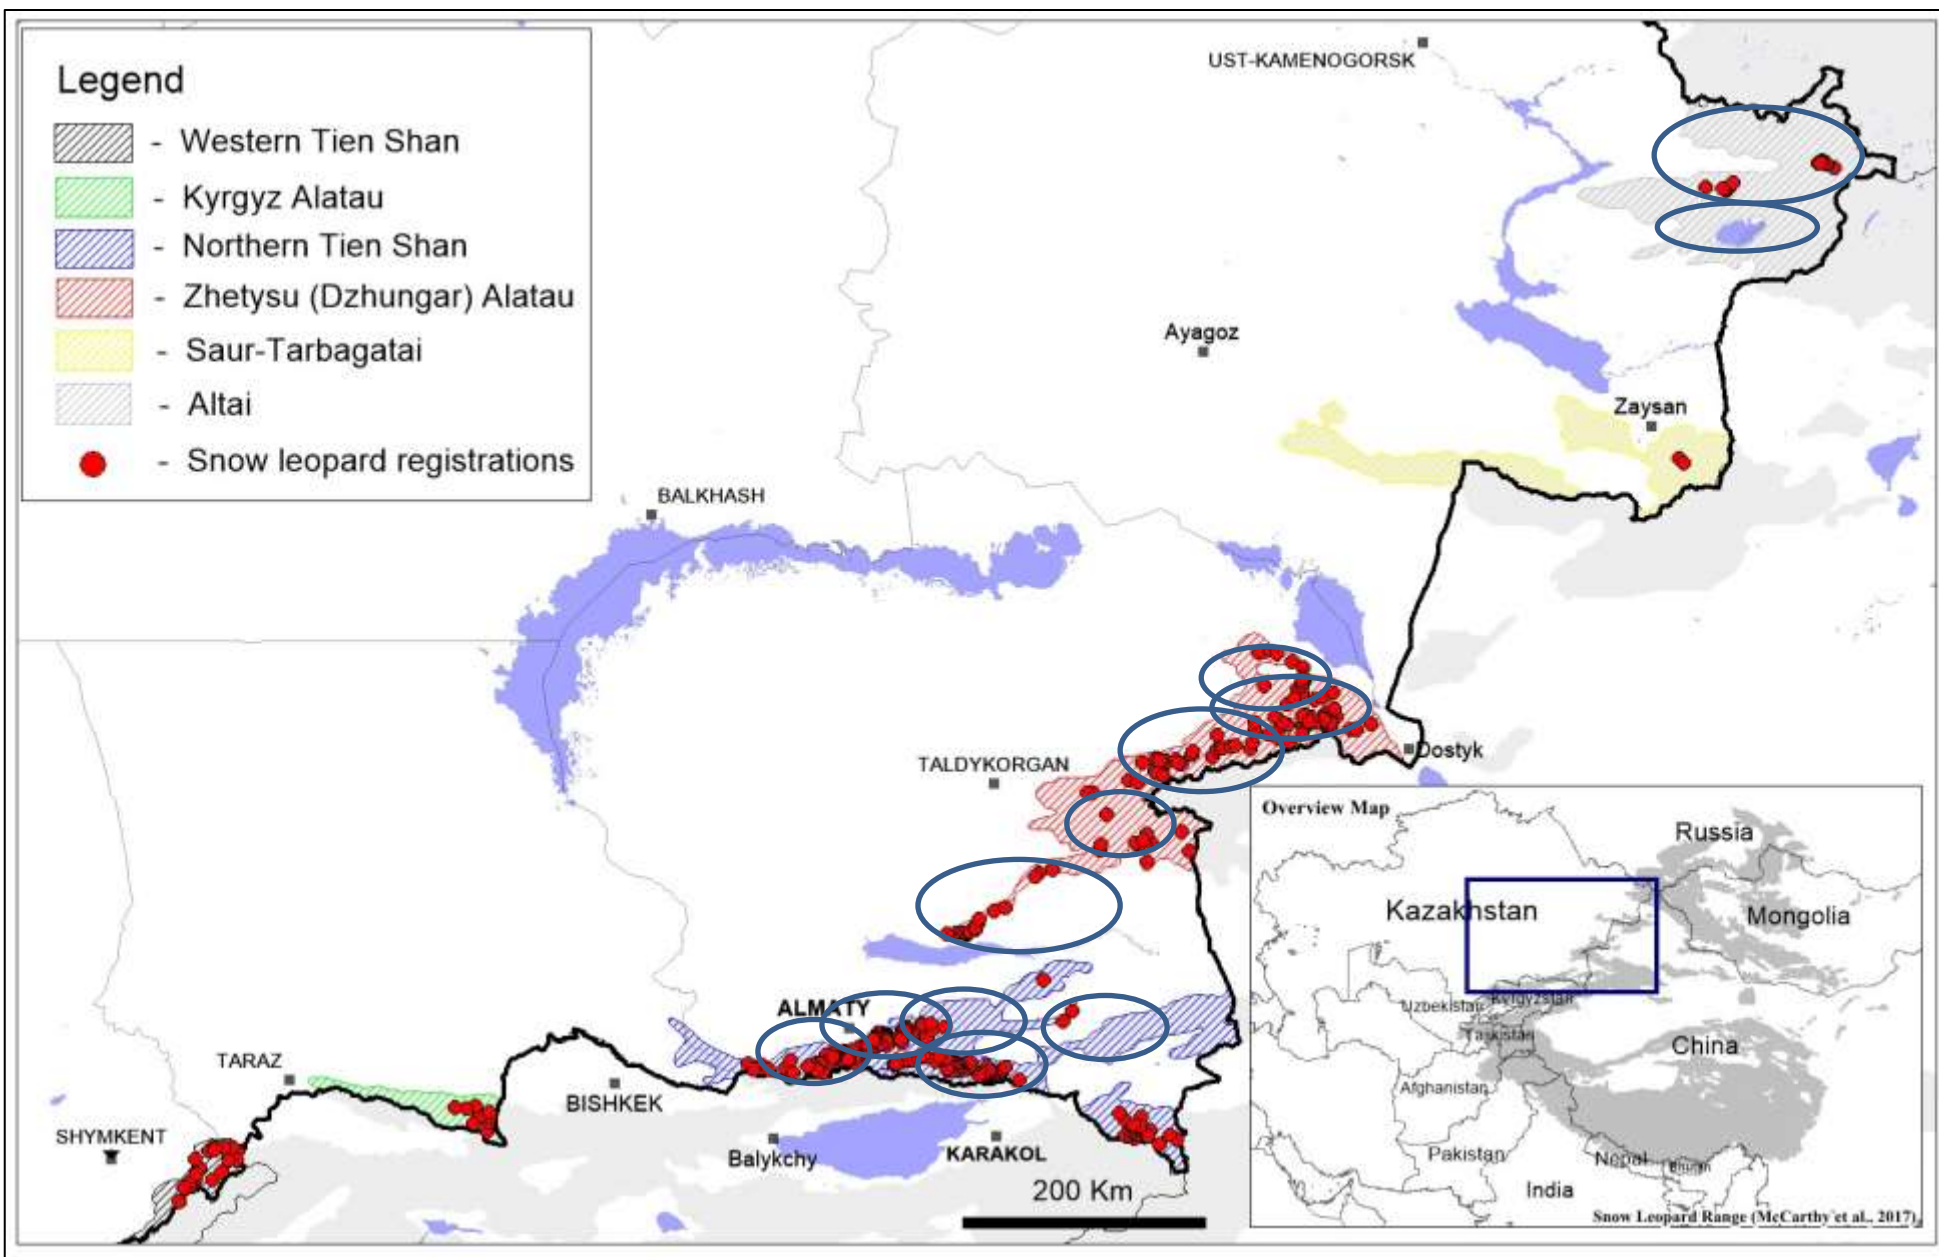 Legend
- Western Tien Shan
- Kyrgyz Alatau
- Northern Tien Shan
- Zhetysu (Dzhungar) Alatau
- Saur-Tarbagatai
- Altai
- Snow leopard registrations
UST-KAMENOGORSK
Ayagoz
Zaysan
BALKHASH
TALDYKORGAN
Dostyk
ALMATY
TARAZ
BISHKEK
SHYMKENT
Balykchy
KARAKOL
200 Km
Overview Map
Russia
Kazakhstan
Mongolia
Uzbekistan
Kyrgyzstan
Tajikistan
China
Afghanistan
Pakistan
Nepal
Bhutan
India
Snow Leopard Range (McCarthy et al., 2017)